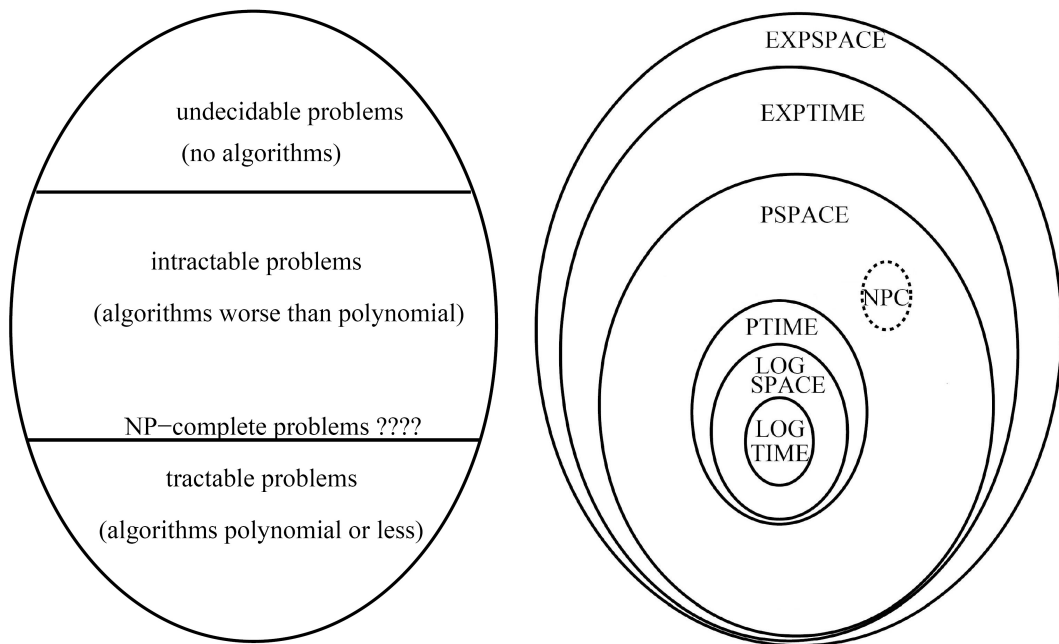 undecidable problems
(no algorithms)
intractable problems
(algorithms worse than polynomial)
NP−complete problems ????
tractable problems
(algorithms polynomial or less)
EXPSPACE
EXPTIME
PSPACE
NPC
PTIME
LOG
SPACE
LOG
TIME